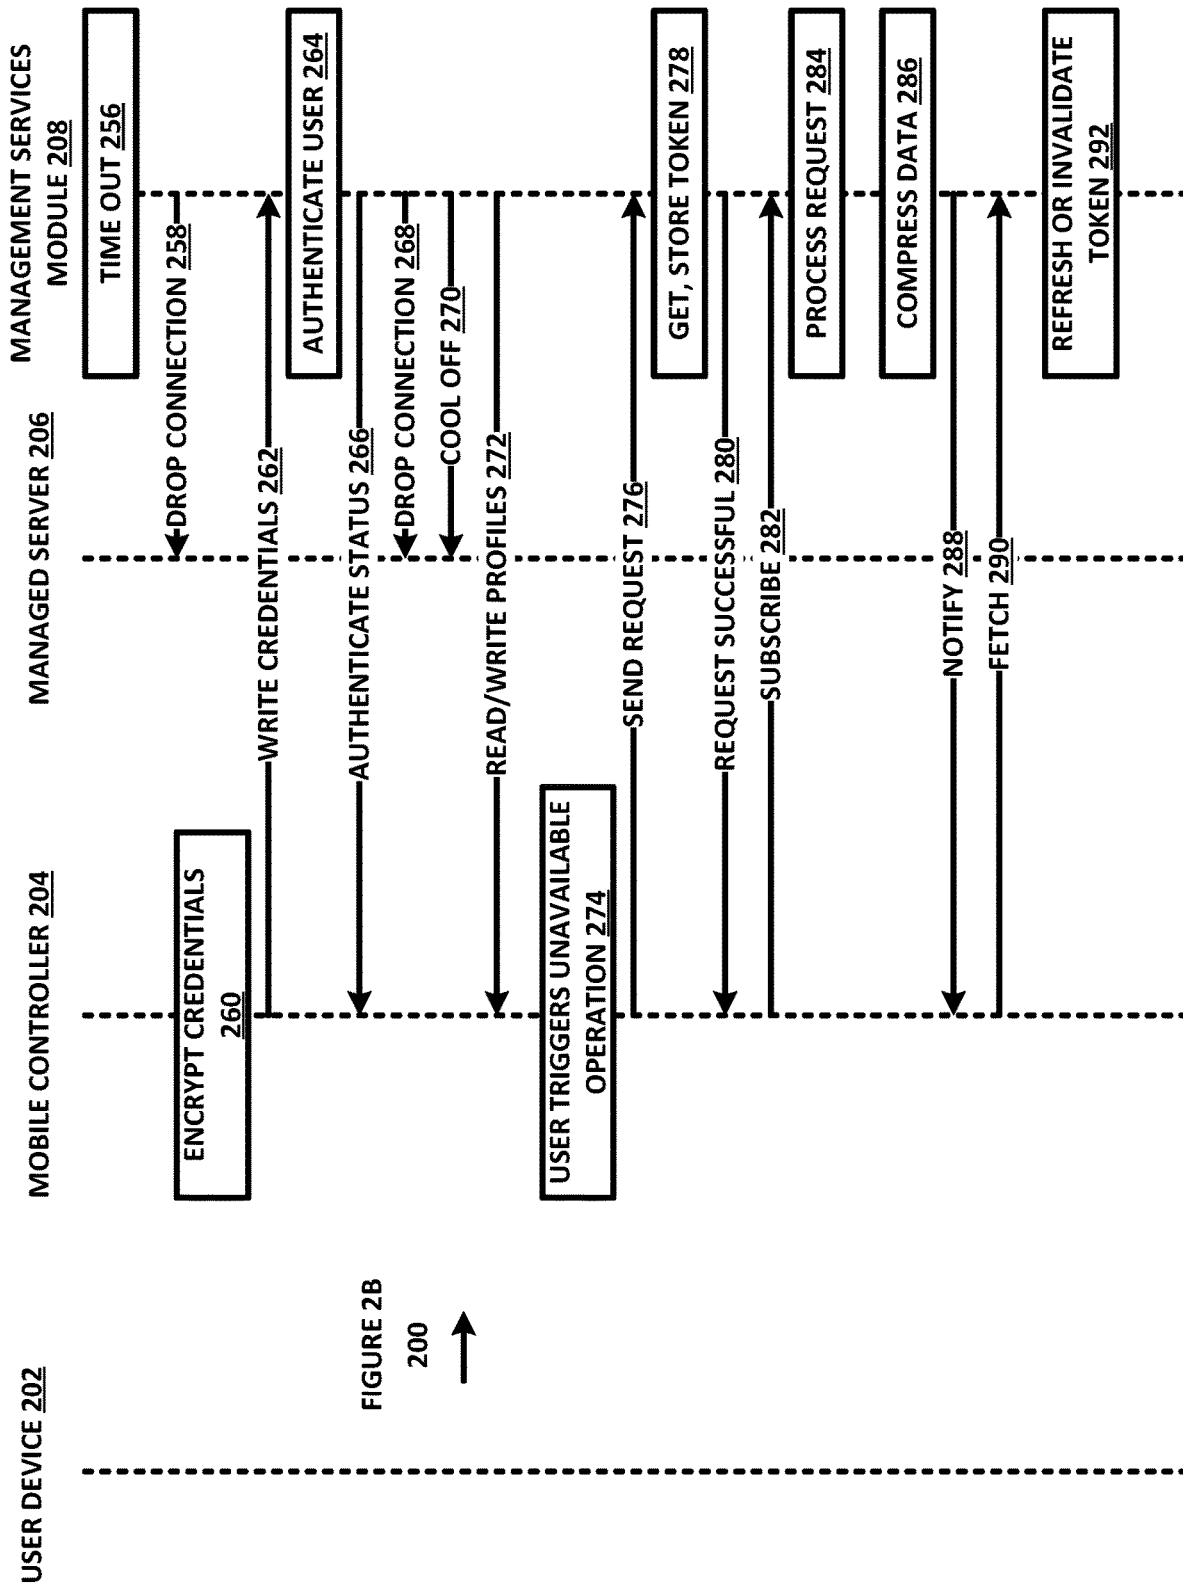 USER DEVICE 202
MOBILE CONTROLLER 204
MANAGED SERVER 206
MANAGEMENT SERVICES
MODULE 208
TIME OUT 256
DROP CONNECTION 258
ENCRYPT CREDENTIALS
260
WRITE CREDENTIALS 262
AUTHENTICATE USER 264
AUTHENTICATE STATUS 266
DROP CONNECTION 268
COOL OFF 270
READ/WRITE PROFILES 272
USER TRIGGERS UNAVAILABLE
OPERATION 274
SEND REQUEST 276
GET, STORE TOKEN 278
REQUEST SUCCESSFUL 280
SUBSCRIBE 282
PROCESS REQUEST 284
COMPRESS DATA 286
NOTIFY 288
FETCH 290
REFRESH OR INVALIDATE
TOKEN 292
FIGURE 2B
200